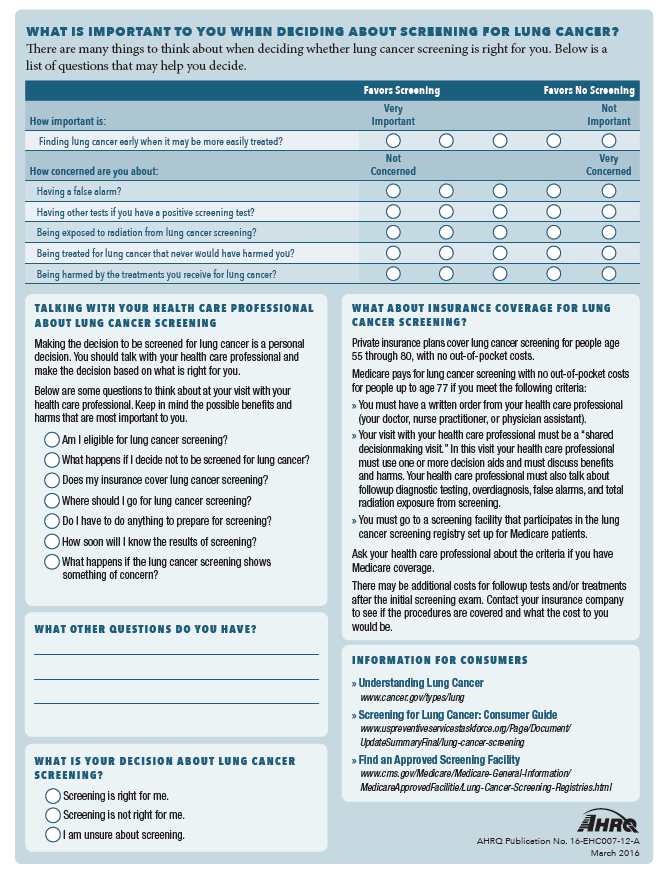 WHAT IS IMPORTANT TO YOU WHEN DECIDING ABOUT SCREENING FOR LUNG CANCER?
There are many things to think about when deciding whether lung cancer screening is right for you. Below is a
list of questions that may help you decide.
Favors Screening Favors No Screening
How important is: Very Important Not Important
Finding lung cancer early when it may be more easily treated?
How concerned are you about: Not Concerned Very Concerned
Having a false alarm?
Having other tests if you have a positive screening test?
Being exposed to radiation from lung cancer screening?
Being treated for lung cancer that never would have harmed you?
Being harmed by the treatments you receive for lung cancer?
TALKING WITH YOUR HEALTH CARE PROFESSIONAL
ABOUT LUNG CANCER SCREENING
Making the decision to be screened for lung cancer is a personal
decision. You should talk with your health care professional and
make the decision based on what is right for you.
Below are some questions to think about at your visit with your
health care professional. Keep in mind the possible benefits and
harms that are most important to you.
Am I eligible for lung cancer screening?
What happens if I decide not to be screened for lung cancer?
Does my insurance cover lung cancer screening?
Where should I go for lung cancer screening?
Do I have to do anything to prepare for screening?
How soon will I know the results of screening?
What happens if the lung cancer screening shows
something of concern?
WHAT OTHER QUESTIONS DO YOU HAVE?
WHAT IS YOUR DECISION ABOUT LUNG CANCER
SCREENING?
Screening is right for me.
Screening is not right for me.
I am unsure about screening.
WHAT ABOUT INSURANCE COVERAGE FOR LUNG
CANCER SCREENING?
Private insurance plans cover lung cancer screening for people age
55 through 80, with no out-of-pocket costs.
Medicare pays for lung cancer screening with no out-of-pocket costs
for people up to age 77 if you meet the following criteria:
» You must have a written order from your health care professional
(your doctor, nurse practitioner, or physician assistant).
» Your visit with your health care professional must be a “shared
decisionmaking visit.” In this visit your health care professional
must use one or more decision aids and must discuss benefits
and harms. Your health care professional must also talk about
followup diagnostic testing, overdiagnosis, false alarms, and total
radiation exposure from screening.
» You must go to a screening facility that participates in the lung
cancer screening registry set up for Medicare patients.
Ask your health care professional about the criteria if you have
Medicare coverage.
There may be additional costs for followup tests and/or treatments
after the initial screening exam. Contact your insurance company
to see if the procedures are covered and what the cost to you
would be.
INFORMATION FOR CONSUMERS
» Understanding Lung Cancer
www.cancer.gov/types/lung
» Screening for Lung Cancer: Consumer Guide
www.uspreventiveservicestaskforce.org/Page/Document/
UpdateSummaryFinal/lung-cancer-screening
» Find an Approved Screening Facility
www.cms.gov/Medicare/Medicare-General-Information/
MedicareApprovedFacilitie/Lung-Cancer-Screening-Registries.html
AHRQ
AHRQ Publication No. 16-EHC007-12-A
March 2016